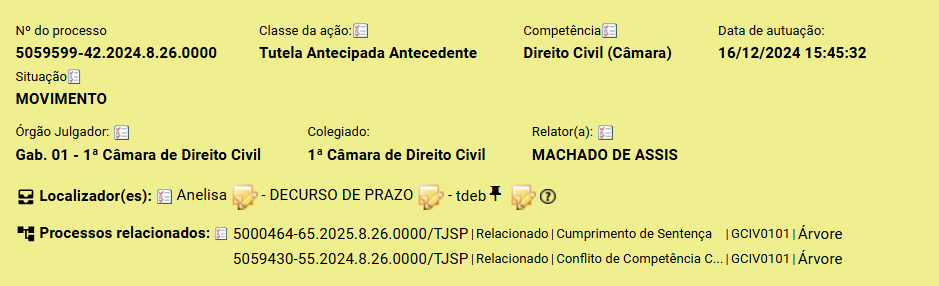 Nº do processo Classe da ação: Competência Data de autuação:
5059599-42.2024.8.26.0000 Tutela Antecipada Antecedente Direito Civil (Câmara) 16/12/2024 15:45:32
Situação
MOVIMENTO
Órgão Julgador: Colegiado: Relator(a):
Gab. 01 - 1ª Câmara de Direito Civil 1ª Câmara de Direito Civil MACHADO DE ASSIS
Localizador(es): Anelisa - DECURSO DE PRAZO - tdeb ?
Processos relacionados: 5000464-65.2025.8.26.0000/TJSP | Relacionado | Cumprimento de Sentença | GCIV0101 | Árvore
5059430-55.2024.8.26.0000/TJSP | Relacionado | Conflito de Competência C... | GCIV0101 | Árvore